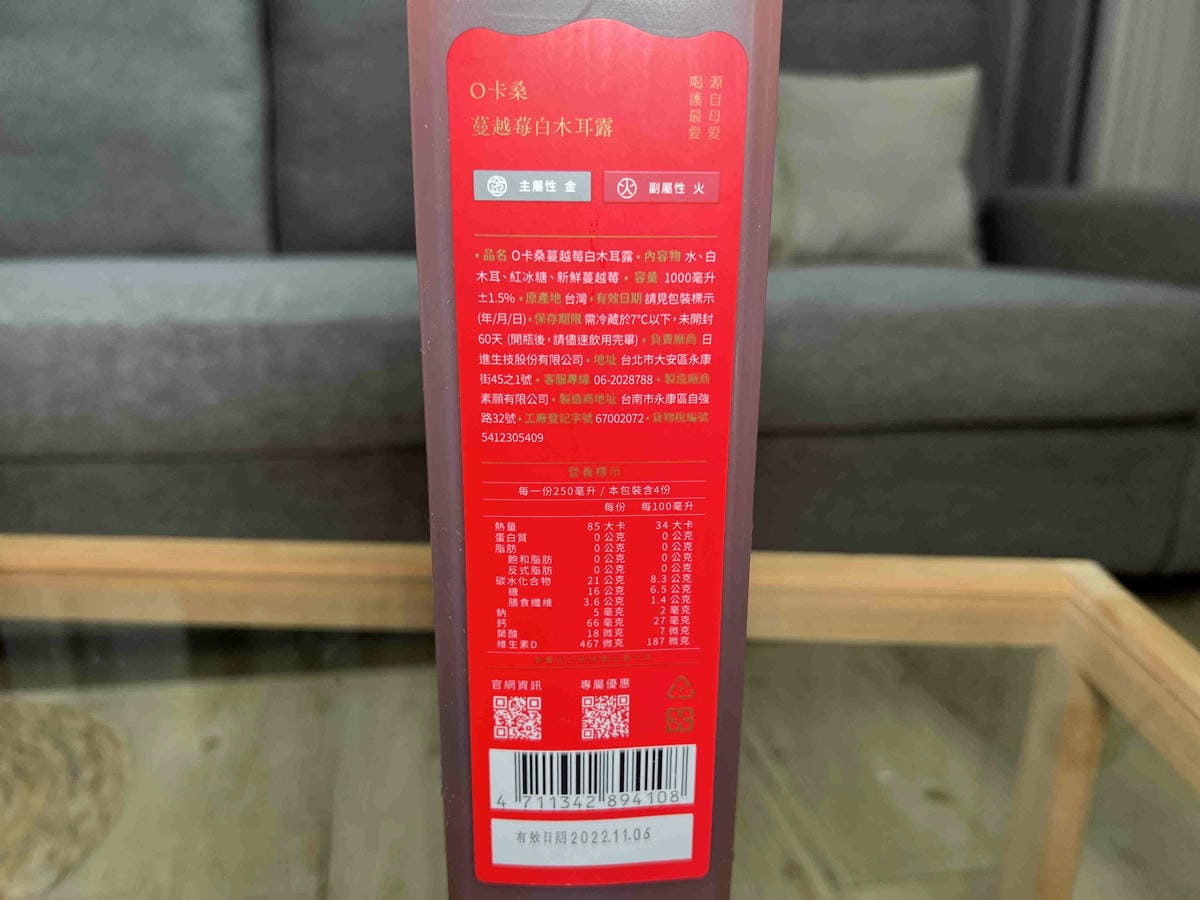 O卡桑
蔓越莓白木耳露
源自母愛
喝護最愛
金 主屬性 金
火 副屬性 火
•品名 O卡桑蔓越莓白木耳露•內容物 水、白
木耳、紅冰糖、新鮮蔓越莓•容量 1000毫升
±1.5%•原產地 台灣•有效日期 請見包裝標示
(年/月/日)•保存期限 需冷藏於7℃以下,未開封
60天 (開瓶後,請儘速飲用完畢)•負責廠商 日
進生技股份有限公司•地址 台北市大安區永康
街45之1號•客服專線 06-2028788•製造廠商
素願有限公司•製造商地址 台南市永康區自強
路32號•工廠登記字號 67002072•貨物稅編號
5412305409
營養標示
每一份250毫升 / 本包裝含4份
每份 每100毫升
熱量 85 大卡 34 大卡
蛋白質 0 公克 0 公克
脂肪 0 公克 0 公克
飽和脂肪 0 公克 0 公克
反式脂肪 0 公克 0 公克
碳水化合物 21 公克 8.3 公克
糖 16 公克 6.5 公克
膳食纖維 3.6 公克 1.4 公克
鈉 5 毫克 2 毫克
鈣 66 毫克 27 毫克
葉酸 18 微克 7 微克
維生素D 467 微克 187 微克
官網資訊 專屬優惠
4 711342 894108
有效日期 2022.11.06